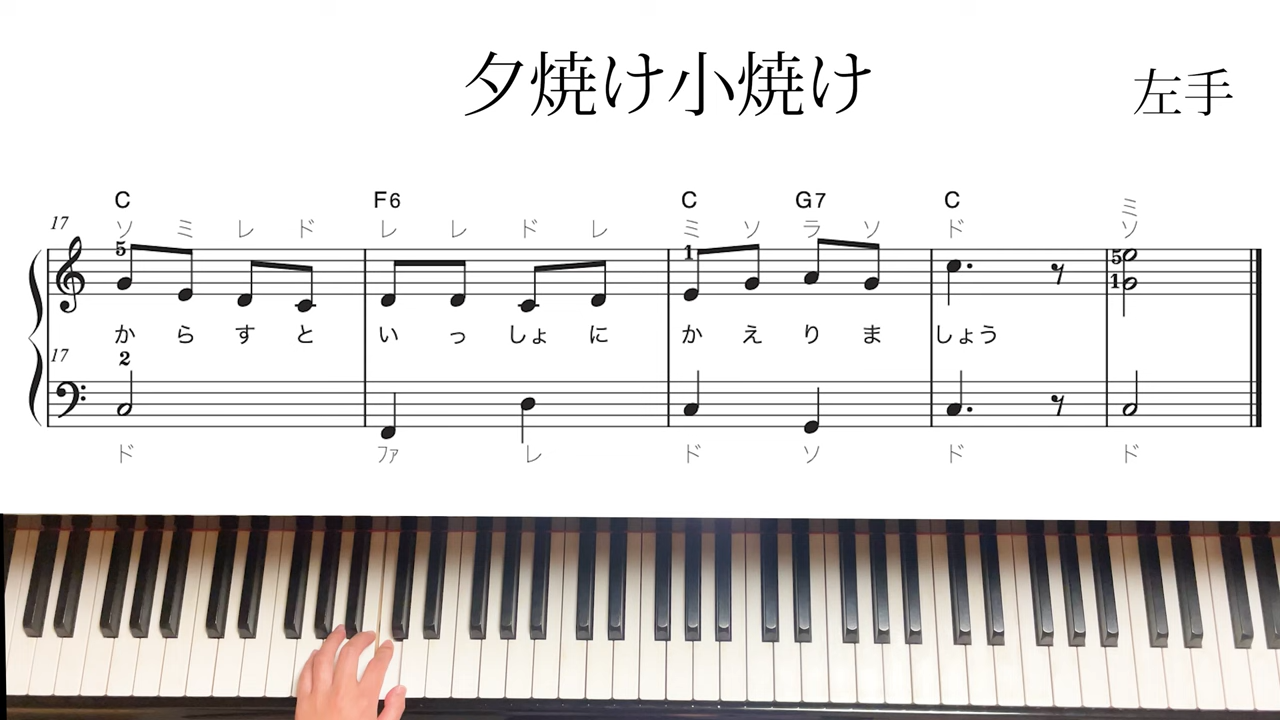 夕焼け小焼け 左手
C F6 C G7 C
ミ
17 ソ ミ レ ド レ レ ド レ ミ ソ ラ ソ ド ソ
5 1 5
1
か ら す と い っ しょ に か え り ま しょう
17 2
ド ファ レ ド ソ ド ド